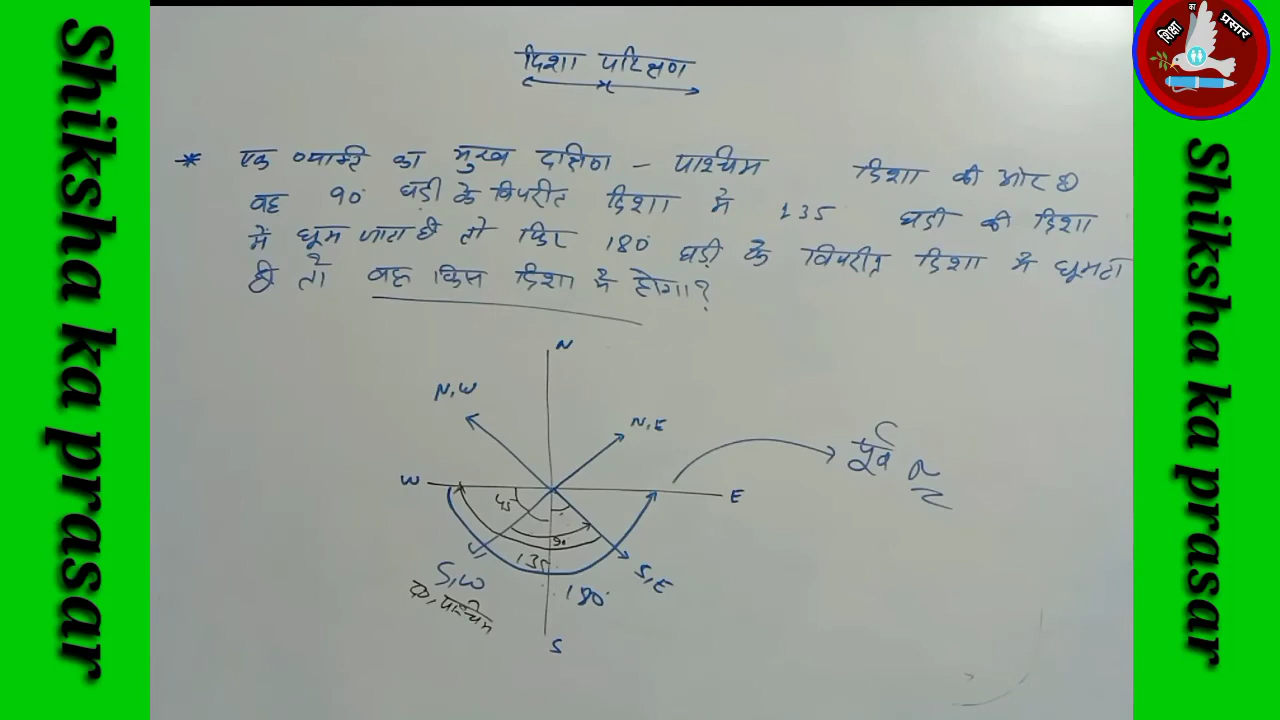 Shiksha ka prasar
शिक्षा
का
प्रसार
Shiksha ka prasar
दिशा परिक्षण
* एक व्यक्ति का मुख दक्षिण - पश्चिम दिशा की ओर है
वह 90° घड़ी के विपरीत दिशा में 135 घड़ी की दिशा
में घूम जाता है तो फिर 180° घड़ी के विपरीत दिशा में घूमता
है तो वह किस दिशा में होगा?
N
N,W
N,E
W
E
45
90
135
180°
S,W
द०, पश्चिम
S,E
S
पूर्व